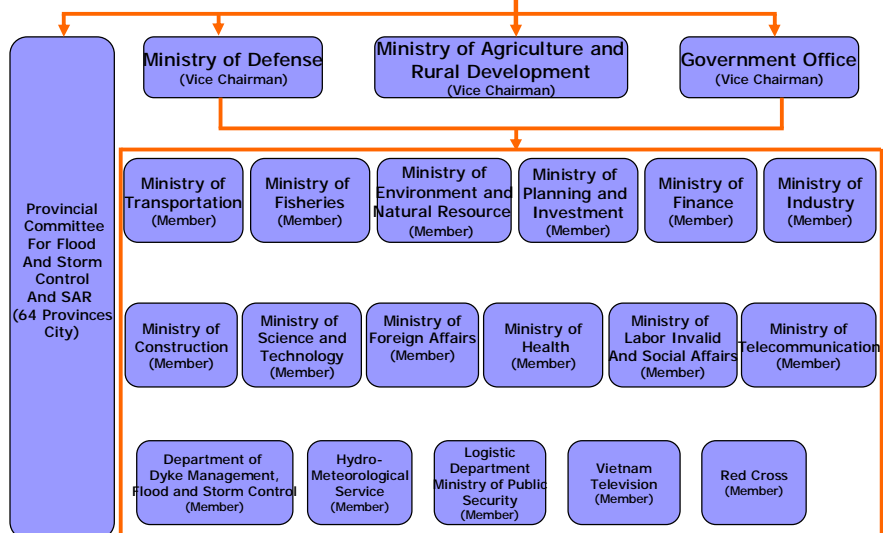 Ministry of Defense
(Vice Chairman)
Ministry of Agriculture and
Rural Development
(Vice Chairman)
Government Office
(Vice Chairman)
Provincial
Committee
For Flood
And Storm
Control
And SAR
(64 Provinces
City)
Ministry of
Transportation
(Member)
Ministry of
Fisheries
(Member)
Ministry of
Environment and
Natural Resource
(Member)
Ministry of
Planning and
Investment
(Member)
Ministry of
Finance
(Member)
Ministry of
Industry
(Member)
Ministry of
Construction
(Member)
Ministry of
Science and
Technology
(Member)
Ministry of
Foreign Affairs
(Member)
Ministry of
Health
(Member)
Ministry of
Labor Invalid
And Social Affairs
(Member)
Ministry of
Telecommunication
(Member)
Department of
Dyke Management,
Flood and Storm Control
(Member)
Hydro-
Meteorological
Service
(Member)
Logistic
Department
Ministry of Public
Security
(Member)
Vietnam
Television
(Member)
Red Cross
(Member)